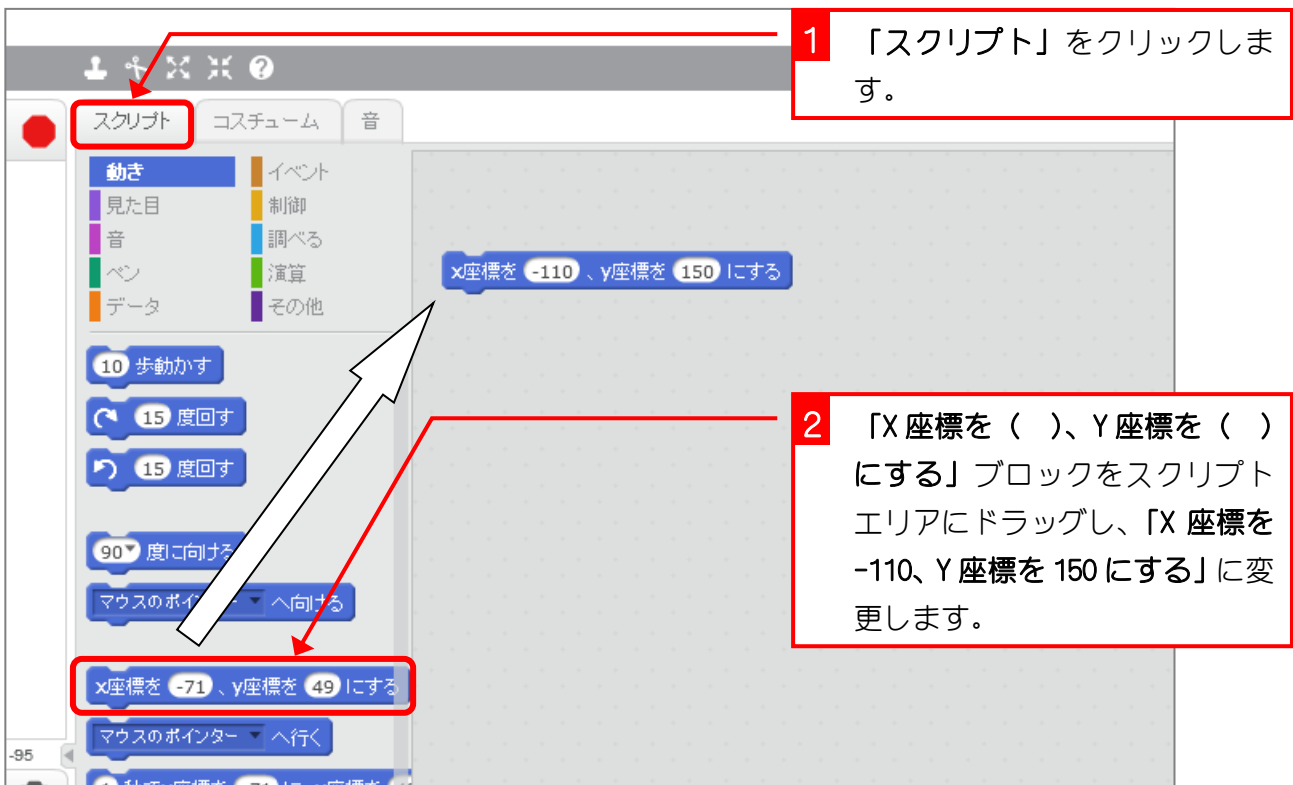 1
「スクリプト」をクリックしま
す。
スクリプト
コスチューム
音
動き
イベント
見た目
制御
音
調べる
ペン
演算
データ
その他
x座標を -110 、y座標を 150 にする
10 歩動かす
15 度回す
15 度回す
90 度に向ける
マウスのポインター へ向ける
x座標を -71 、y座標を 49 にする
マウスのポインター へ行く
-95
2
「X 座標を（　）、Y 座標を（　）
にする」ブロックをスクリプト
エリアにドラッグし、「X 座標を
-110、Y 座標を 150 にする」に変
更します。